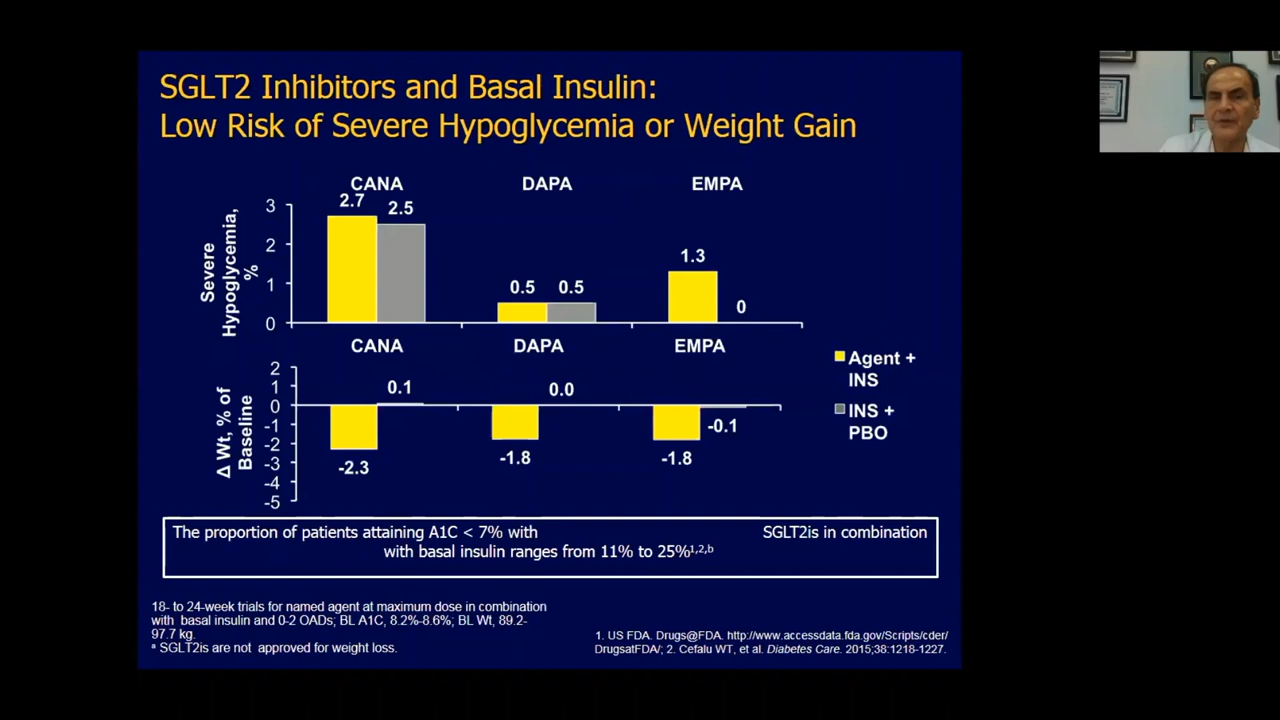 SGLT2 Inhibitors and Basal Insulin:
Low Risk of Severe Hypoglycemia or Weight Gain
CANA
DAPA
EMPA
Severe
Hypoglycemia,
%
3
2
1
0
2.7
2.5
0.5
0.5
1.3
0
CANA
DAPA
EMPA
Δ Wt, % of
Baseline
2
1
0
-1
-2
-3
-4
-5
0.1
-2.3
0.0
-1.8
-0.1
-1.8
Agent +
INS
INS +
PBO
The proportion of patients attaining A1C < 7% with SGLT2is in combination
with basal insulin ranges from 11% to 25%1,2,b
18- to 24-week trials for named agent at maximum dose in combination
with basal insulin and 0-2 OADs; BL A1C, 8.2%-8.6%; BL Wt, 89.2-
97.7 kg.
a SGLT2is are not approved for weight loss.
1. US FDA. Drugs@FDA. http://www.accessdata.fda.gov/Scripts/cder/
DrugsatFDA/; 2. Cefalu WT, et al. Diabetes Care. 2015;38:1218-1227.